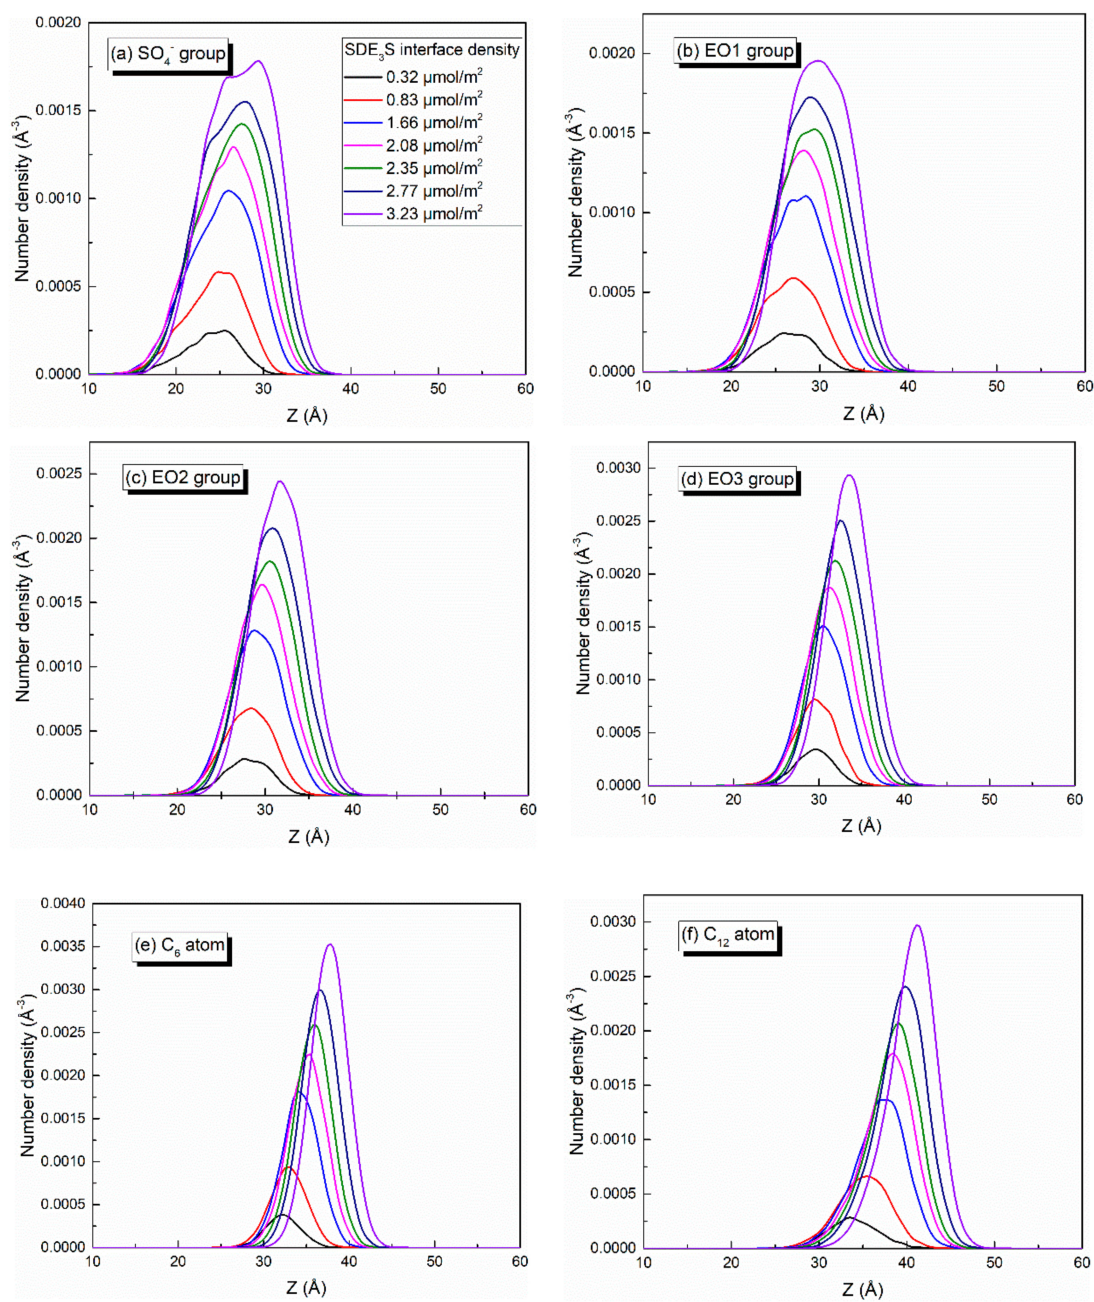 (a) SO₄⁻ group
SDE₃S interface density
0.32 µmol/m²
0.83 µmol/m²
1.66 µmol/m²
2.08 µmol/m²
2.35 µmol/m²
2.77 µmol/m²
3.23 µmol/m²
Number density (Å⁻³)
0.0020
0.0015
0.0010
0.0005
0.0000
10 20 30 40 50 60
Z (Å)
(b) EO1 group
Number density (Å⁻³)
0.0020
0.0015
0.0010
0.0005
0.0000
10 20 30 40 50 60
Z (Å)
(c) EO2 group
Number density (Å⁻³)
0.0025
0.0020
0.0015
0.0010
0.0005
0.0000
10 20 30 40 50 60
Z (Å)
(d) EO3 group
Number density (Å⁻³)
0.0030
0.0025
0.0020
0.0015
0.0010
0.0005
0.0000
10 20 30 40 50 60
Z (Å)
(e) C₆ atom
Number density (Å⁻³)
0.0040
0.0035
0.0030
0.0025
0.0020
0.0015
0.0010
0.0005
0.0000
10 20 30 40 50 60
Z (Å)
(f) C₁₂ atom
Number density (Å⁻³)
0.0030
0.0025
0.0020
0.0015
0.0010
0.0005
0.0000
10 20 30 40 50 60
Z (Å)